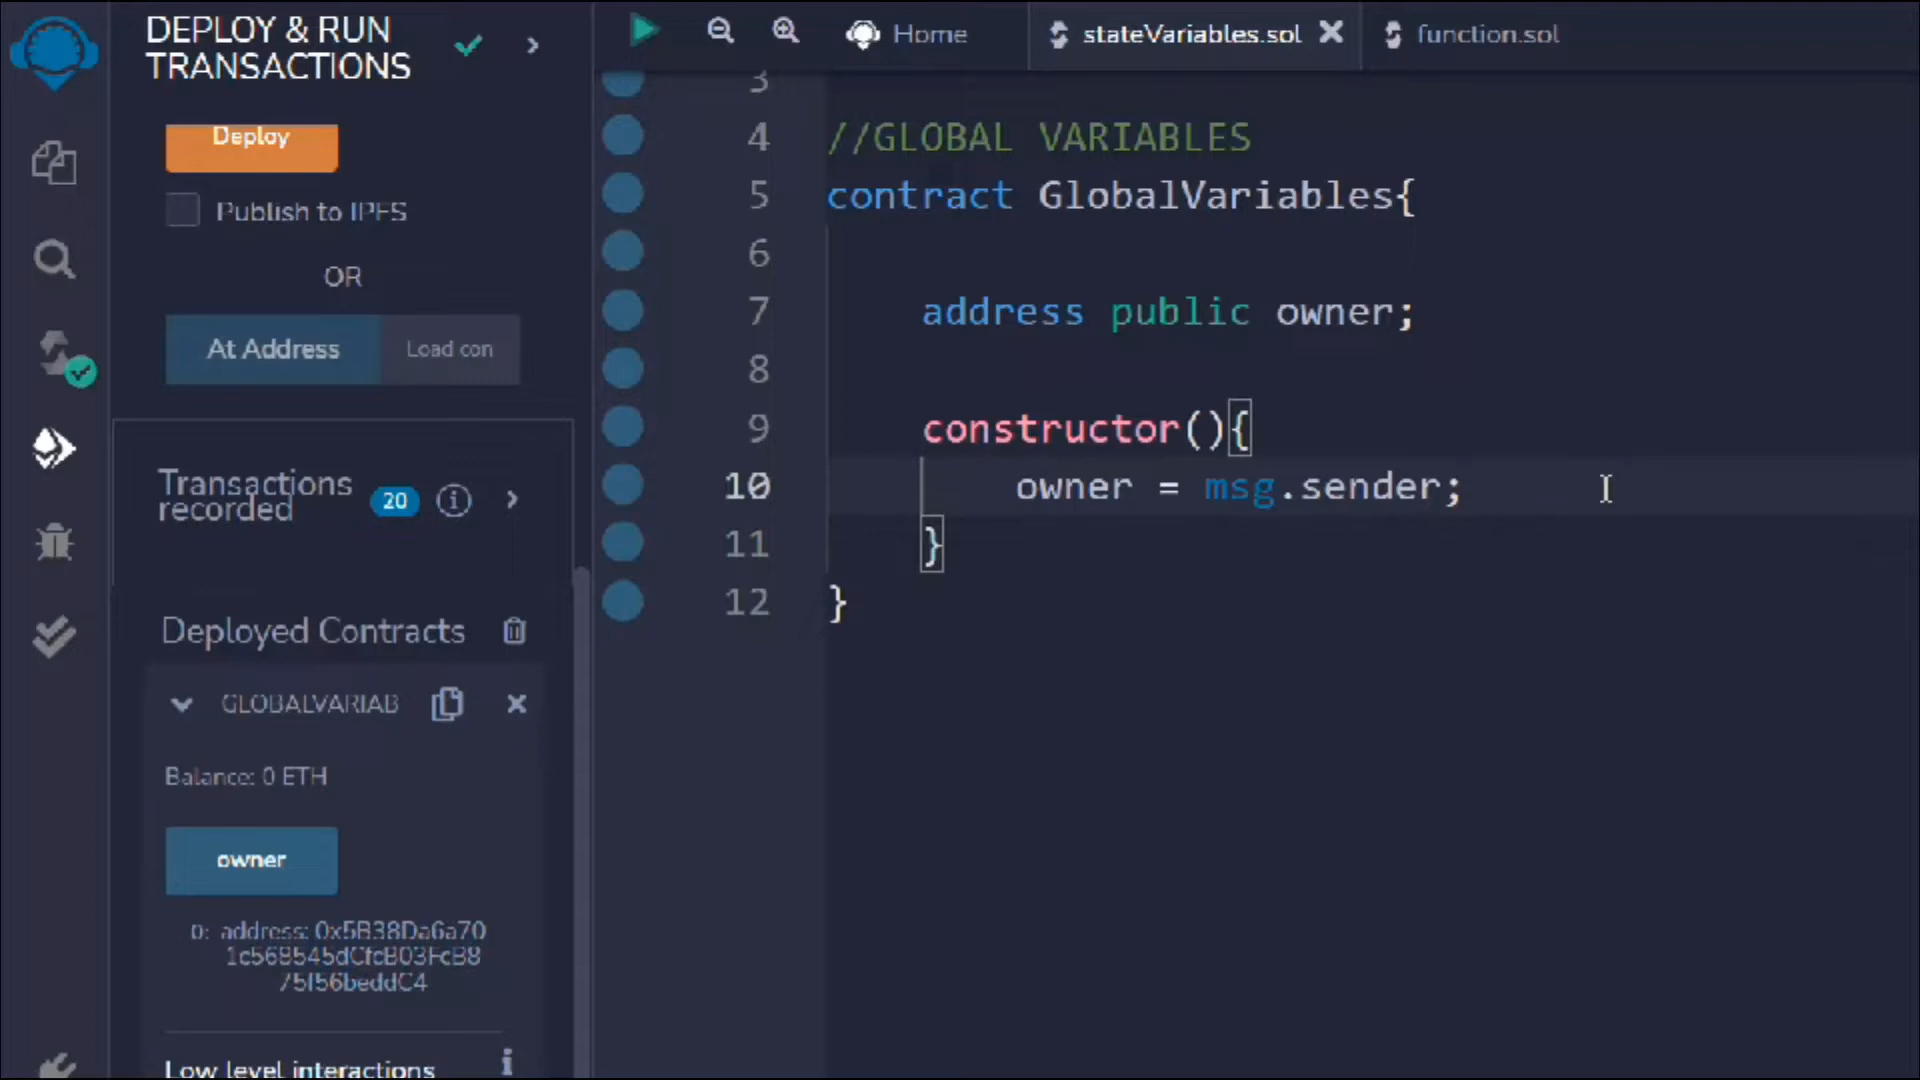 DEPLOY & RUN
TRANSACTIONS
Deploy
Publish to IPFS
OR
At Address
Load con
Transactions
recorded
20
Deployed Contracts
GLOBALVARIAB
Balance: 0 ETH
owner
0: address: 0x5B38Da6a70
1c568545dCfcB03FcB8
75f56beddC4
Low level interactions
Home
stateVariables.sol
function.sol
3
4 //GLOBAL VARIABLES
5 contract GlobalVariables{
6
7 address public owner;
8
9 constructor(){
10 owner = msg.sender;
11 }
12 }